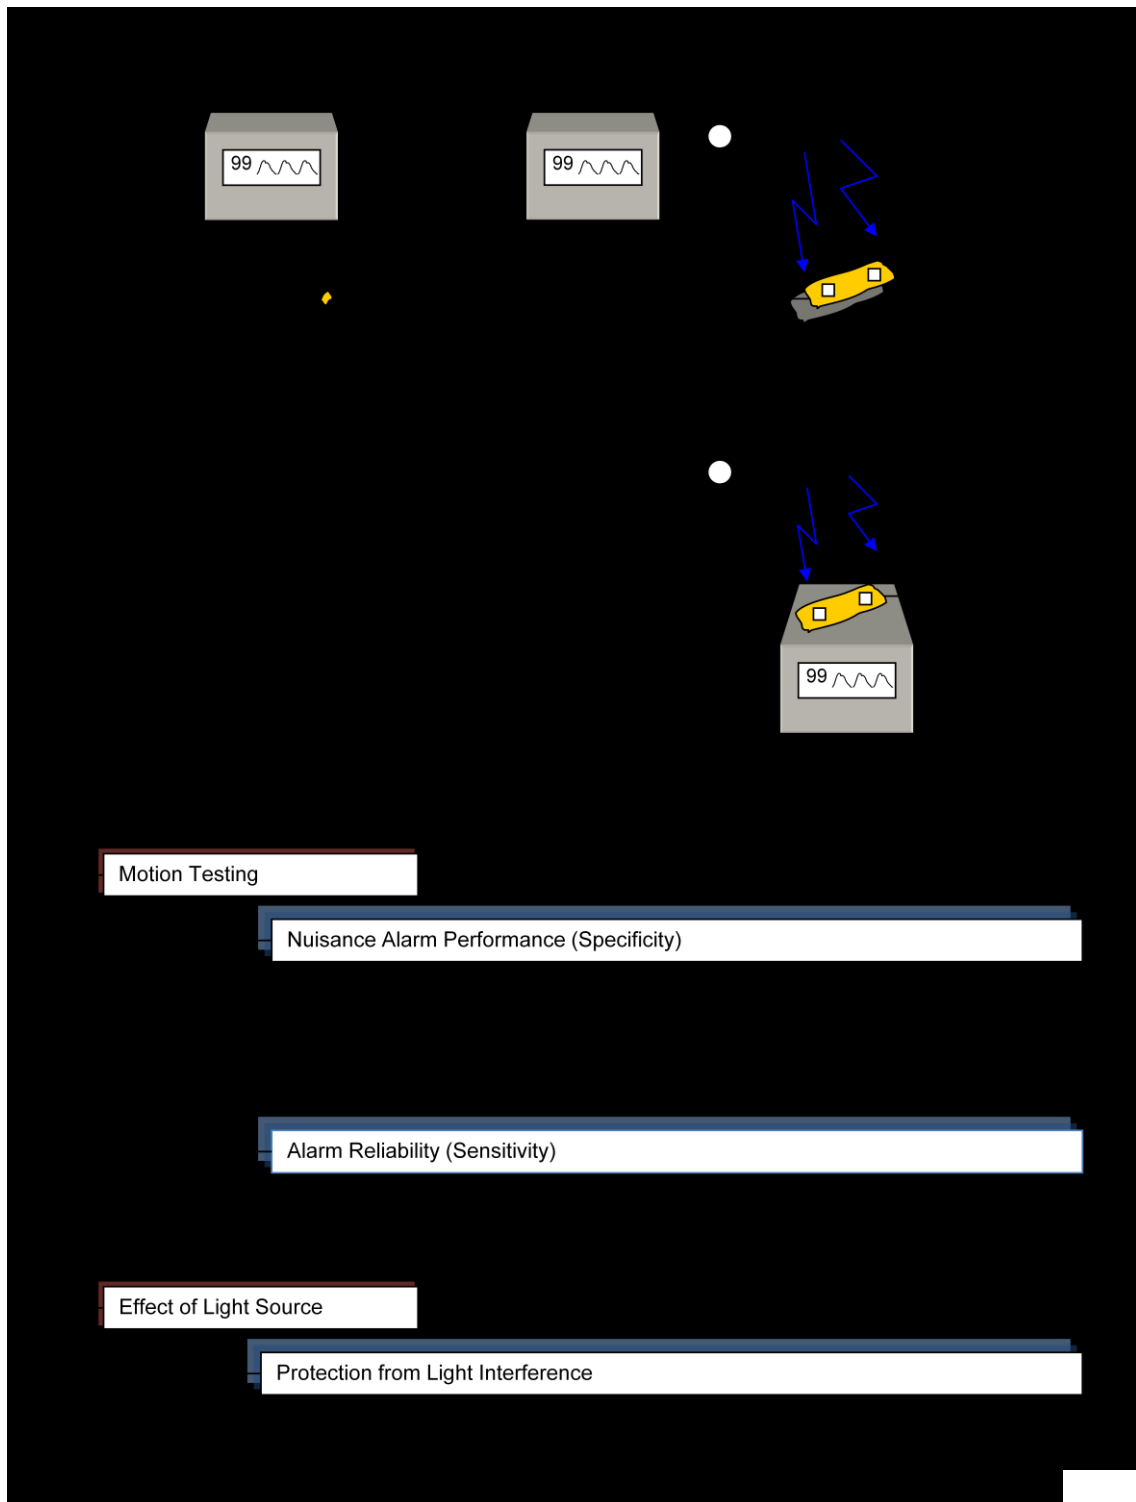 99
99
99
Motion Testing
Nuisance Alarm Performance (Specificity)
Alarm Reliability (Sensitivity)
Effect of Light Source
Protection from Light Interference